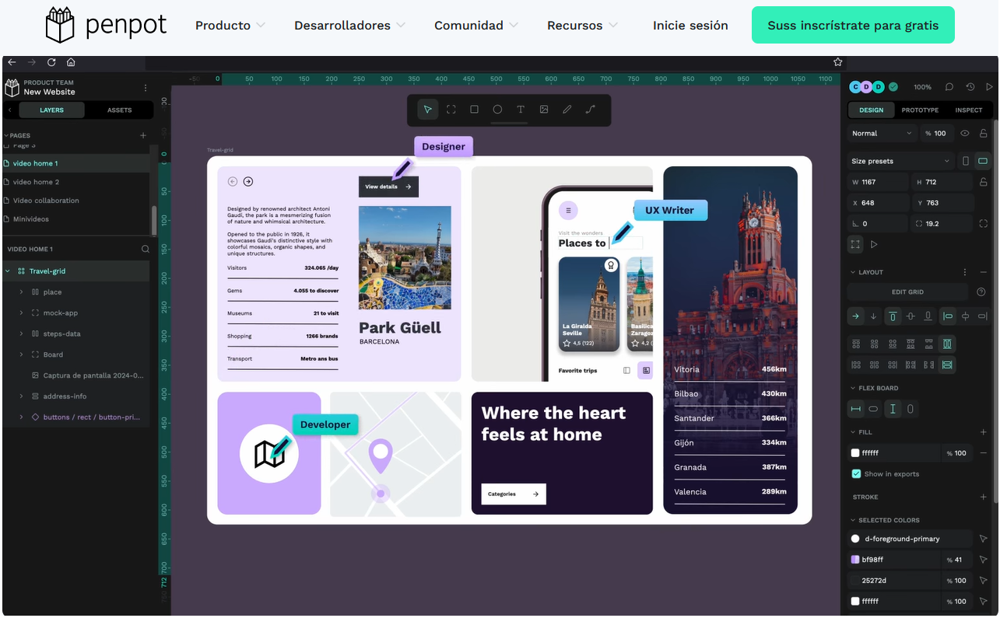 penpot
Producto
Desarrolladores
Comunidad
Recursos
Inicie sesión
Suss inscrístrate para gratis
PRODUCT TEAM
New Website
LAYERS
ASSETS
PAGES
Page 3
video home 1
video home 2
Video collaboration
Minivideos
VIDEO HOME 1
Travel-grid
place
mock-app
steps-data
Board
Captura de pantalla 2024-0...
address-info
buttons / rect / button-pri...
-50 0 50 100 150 200 250 300 350 400 450 500 550 600 650 700 750 800 850 900 950 1000 1050 1100
0
50
100
150
200
250
300
350
400
450
500
550
600
650
700
712
750
Travel-grid
Designer
View details
Designed by renowned architect Antoni
Gaudí, the park is a mesmerizing fusion
of nature and whimsical architecture.
Opened to the public in 1926, it
showcases Gaudí's distinctive style with
colorful mosaics, organic shapes, and
unique structures.
Visitors 324.065 /day
Gems 4.055 to discover
Museums 21 to visit
Shopping 1266 brands
Transport Metro ans bus
Park Güell
BARCELONA
UX Writer
Visit the wonders
Places to
La Giralda
Seville
4,5 (122)
Basílica
Zaragoz
4,2 (
Favorite trips
Developer
Where the heart
feels at home
Categories
Vitoria 456km
Bilbao 430km
Santander 366km
Gijón 334km
Granada 387km
Valencia 289km
C D D
100%
DESIGN
PROTOTYPE
INSPECT
Normal
% 100
Size presets
W 1167
H 712
X 648
Y 763
0
19.2
LAYOUT
EDIT GRID
FLEX BOARD
FILL
ffffff % 100
Show in exports
STROKE
SELECTED COLORS
d-foreground-primary
bf98ff % 41
25272d % 100
ffffff % 100